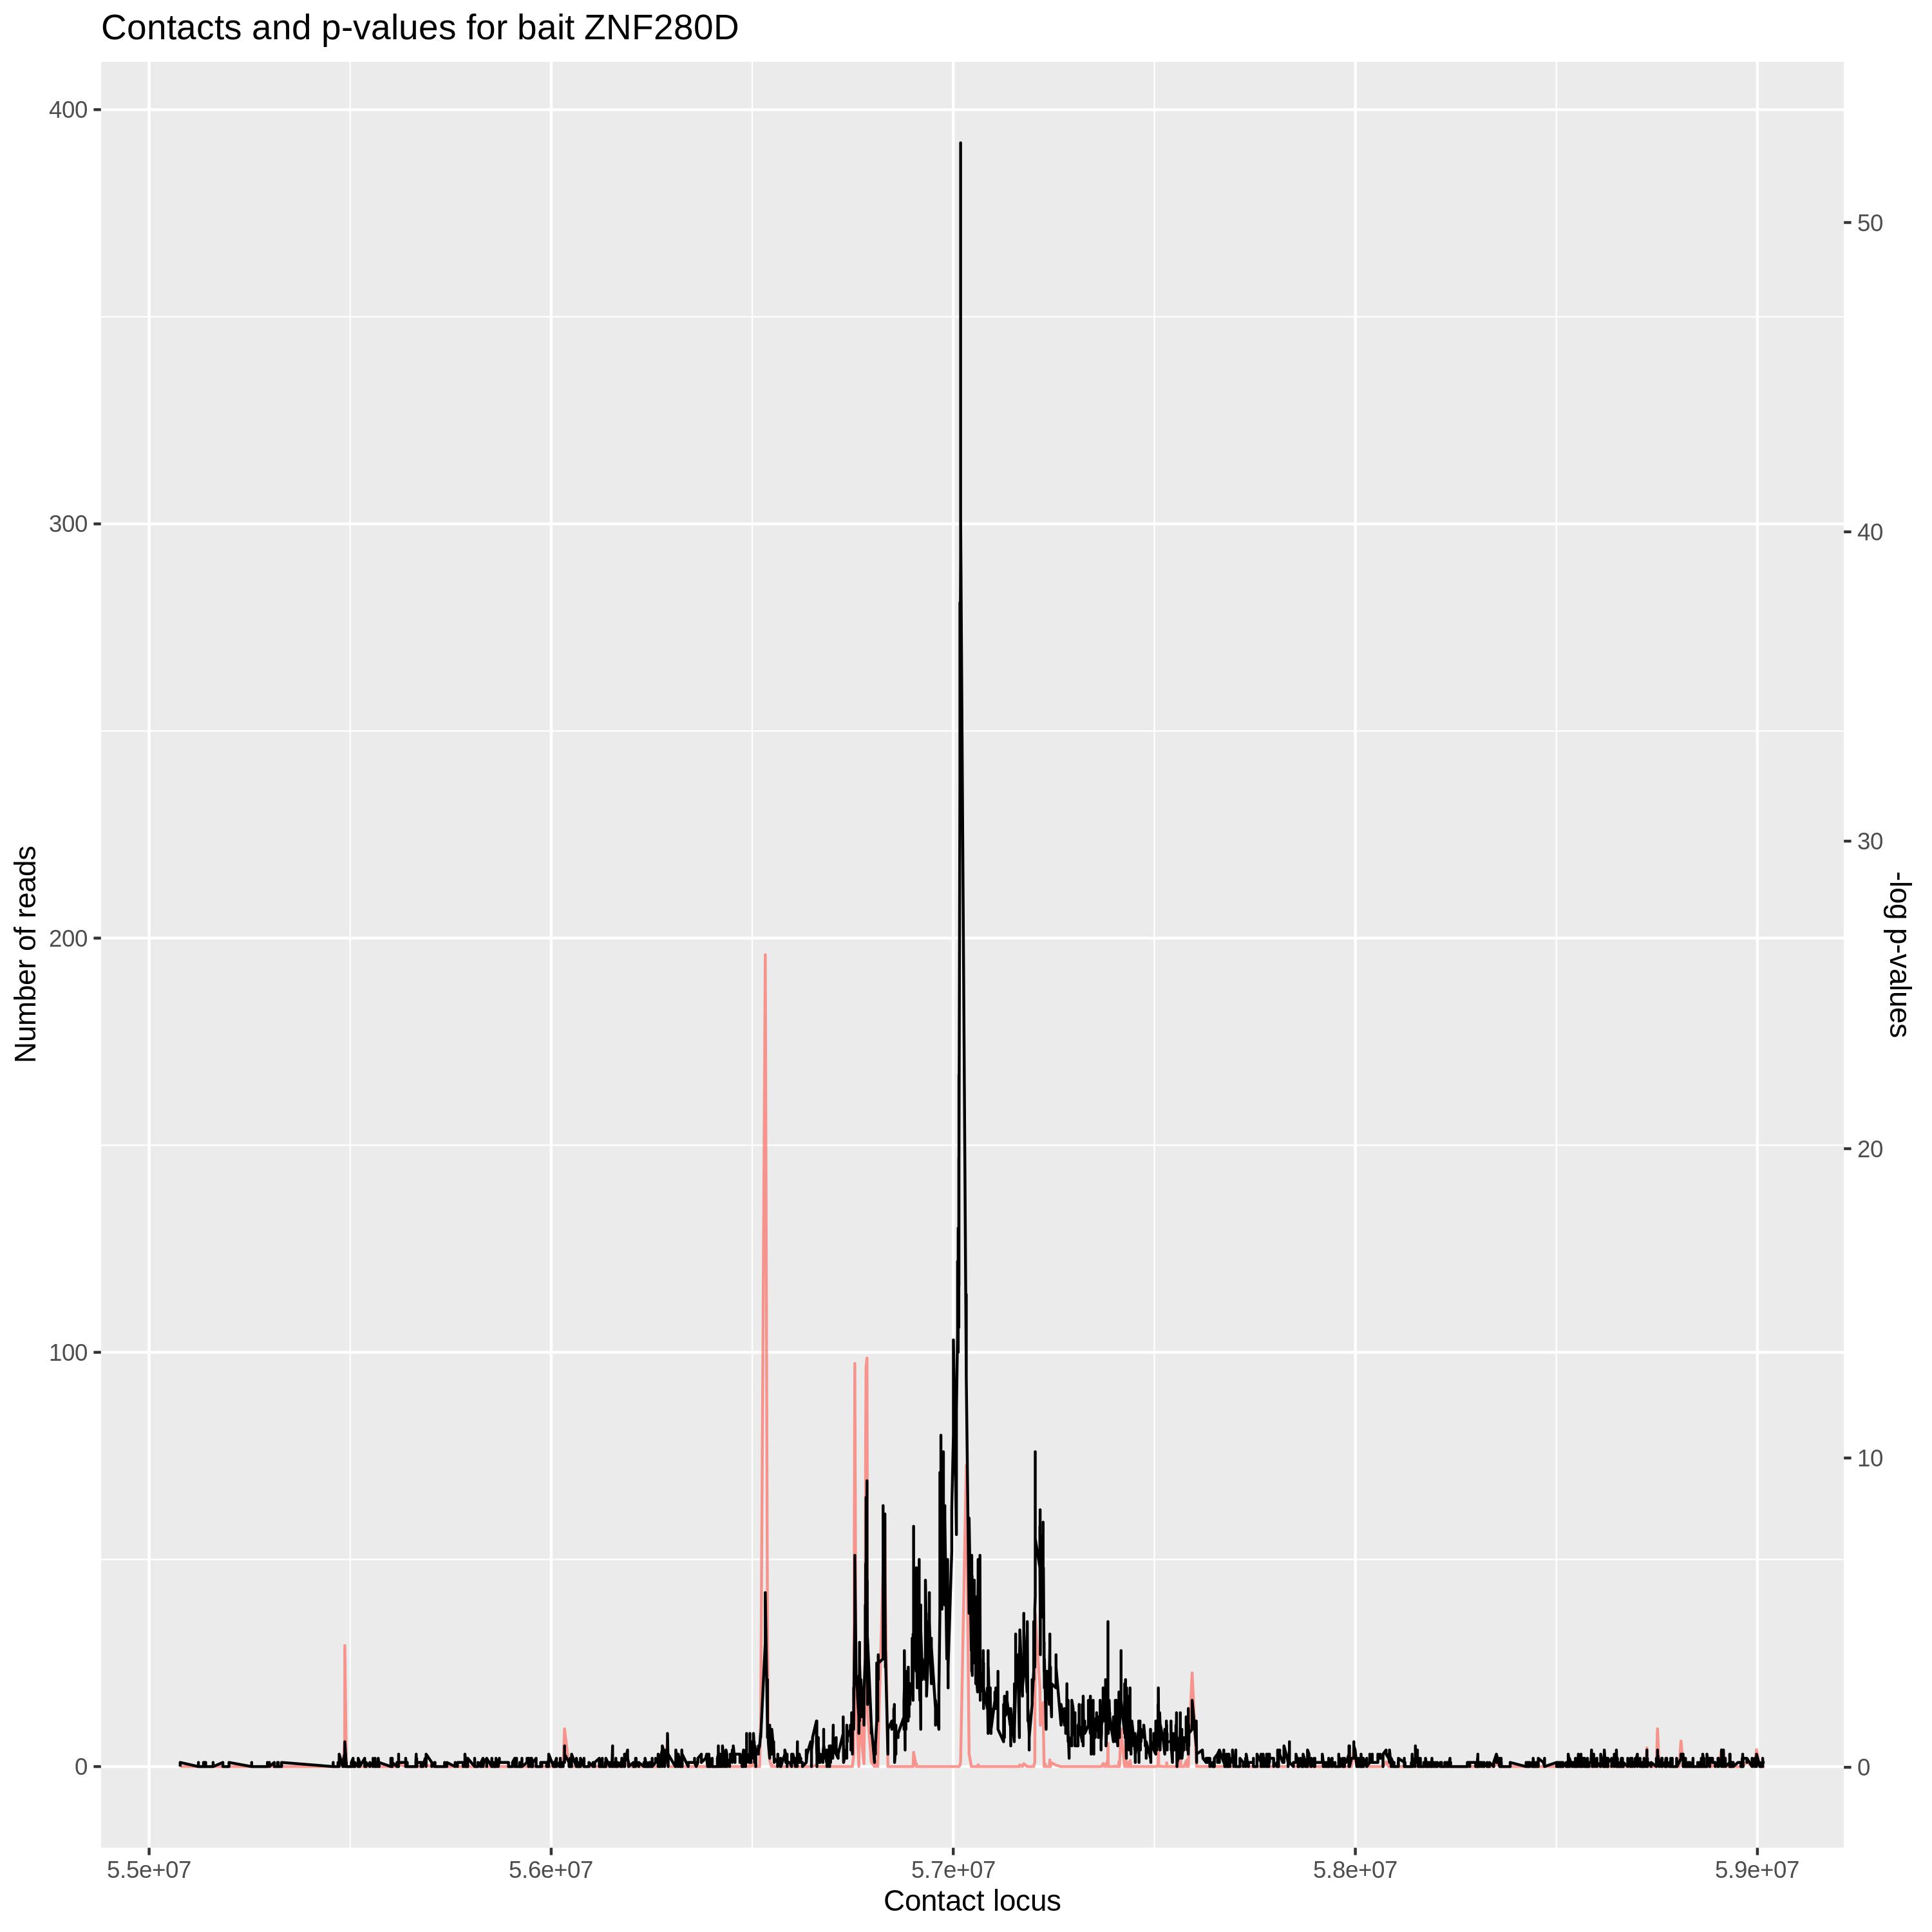 Contacts and p-values for bait ZNF280D
400
300
200
100
0
Number of reads
50
40
30
20
10
0
-log p-values
5.5e+07
5.6e+07
5.7e+07
5.8e+07
5.9e+07
Contact locus